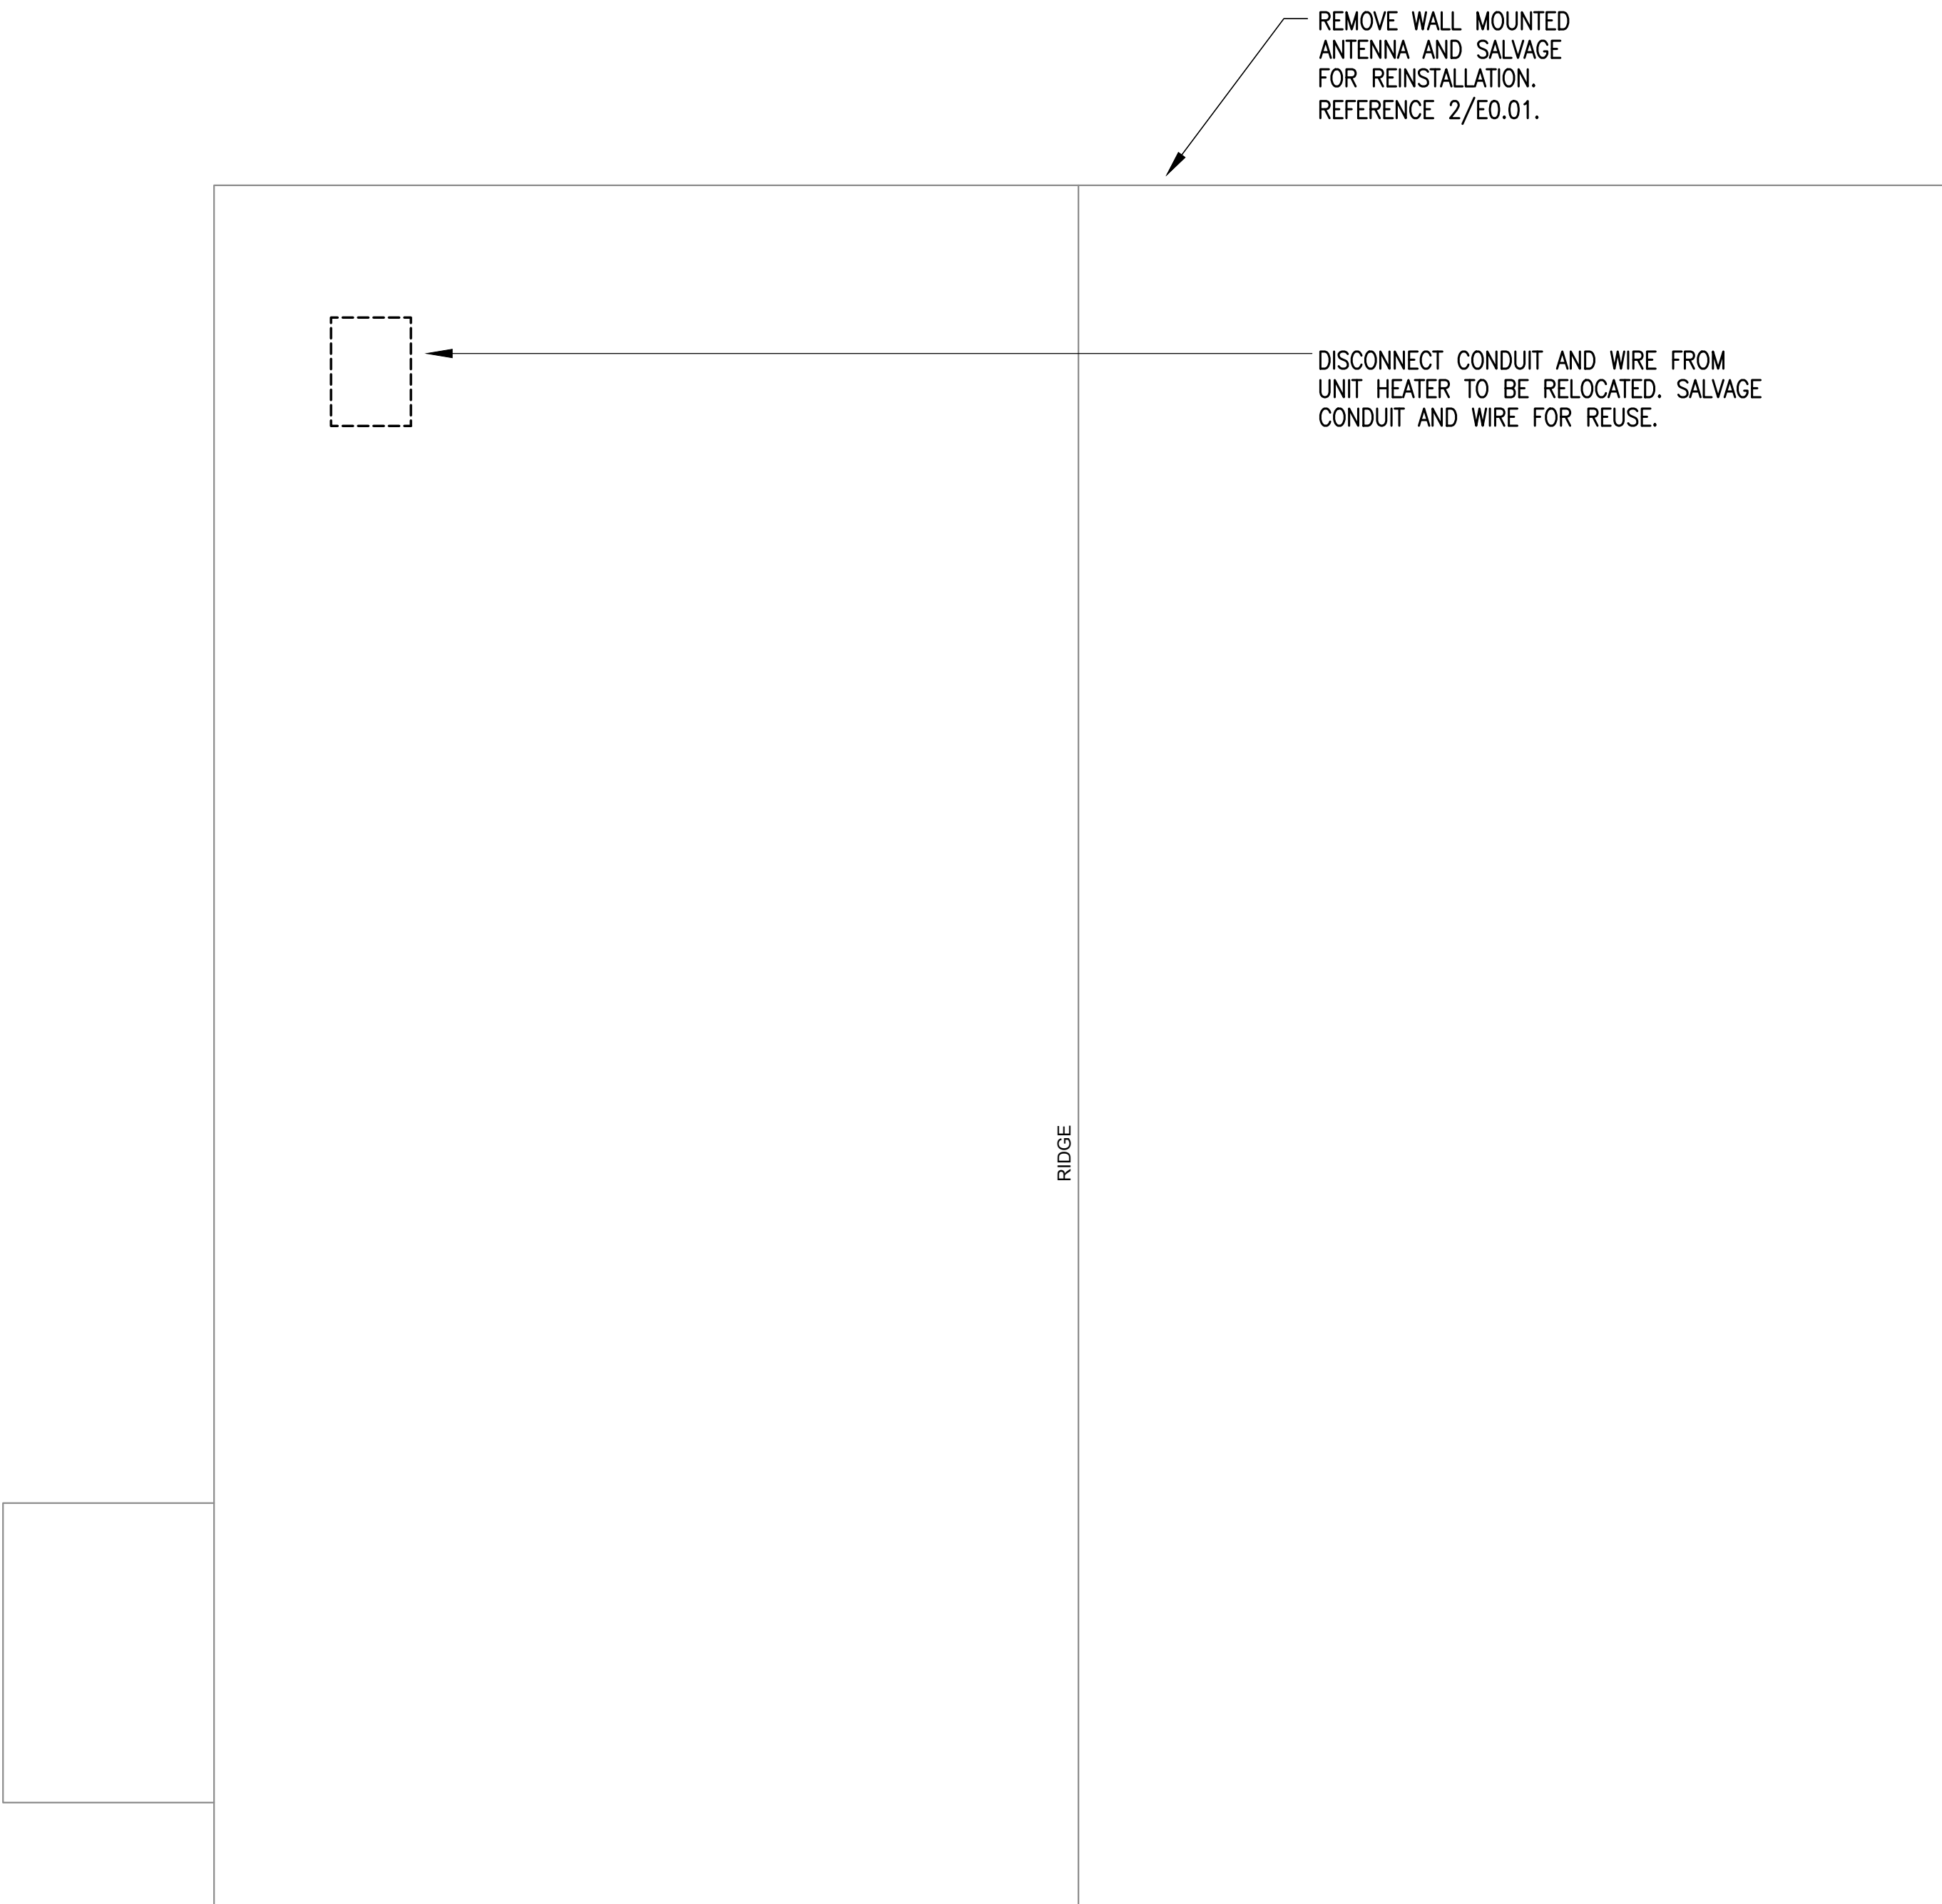 REMOVE WALL MOUNTED
ANTENNA AND SALVAGE
FOR REINSTALLATION.
REFERENCE 2/E0.01.
DISCONNECT CONDUIT AND WIRE FROM
UNIT HEATER TO BE RELOCATED. SALVAGE
CONDUIT AND WIRE FOR REUSE.
RIDGE